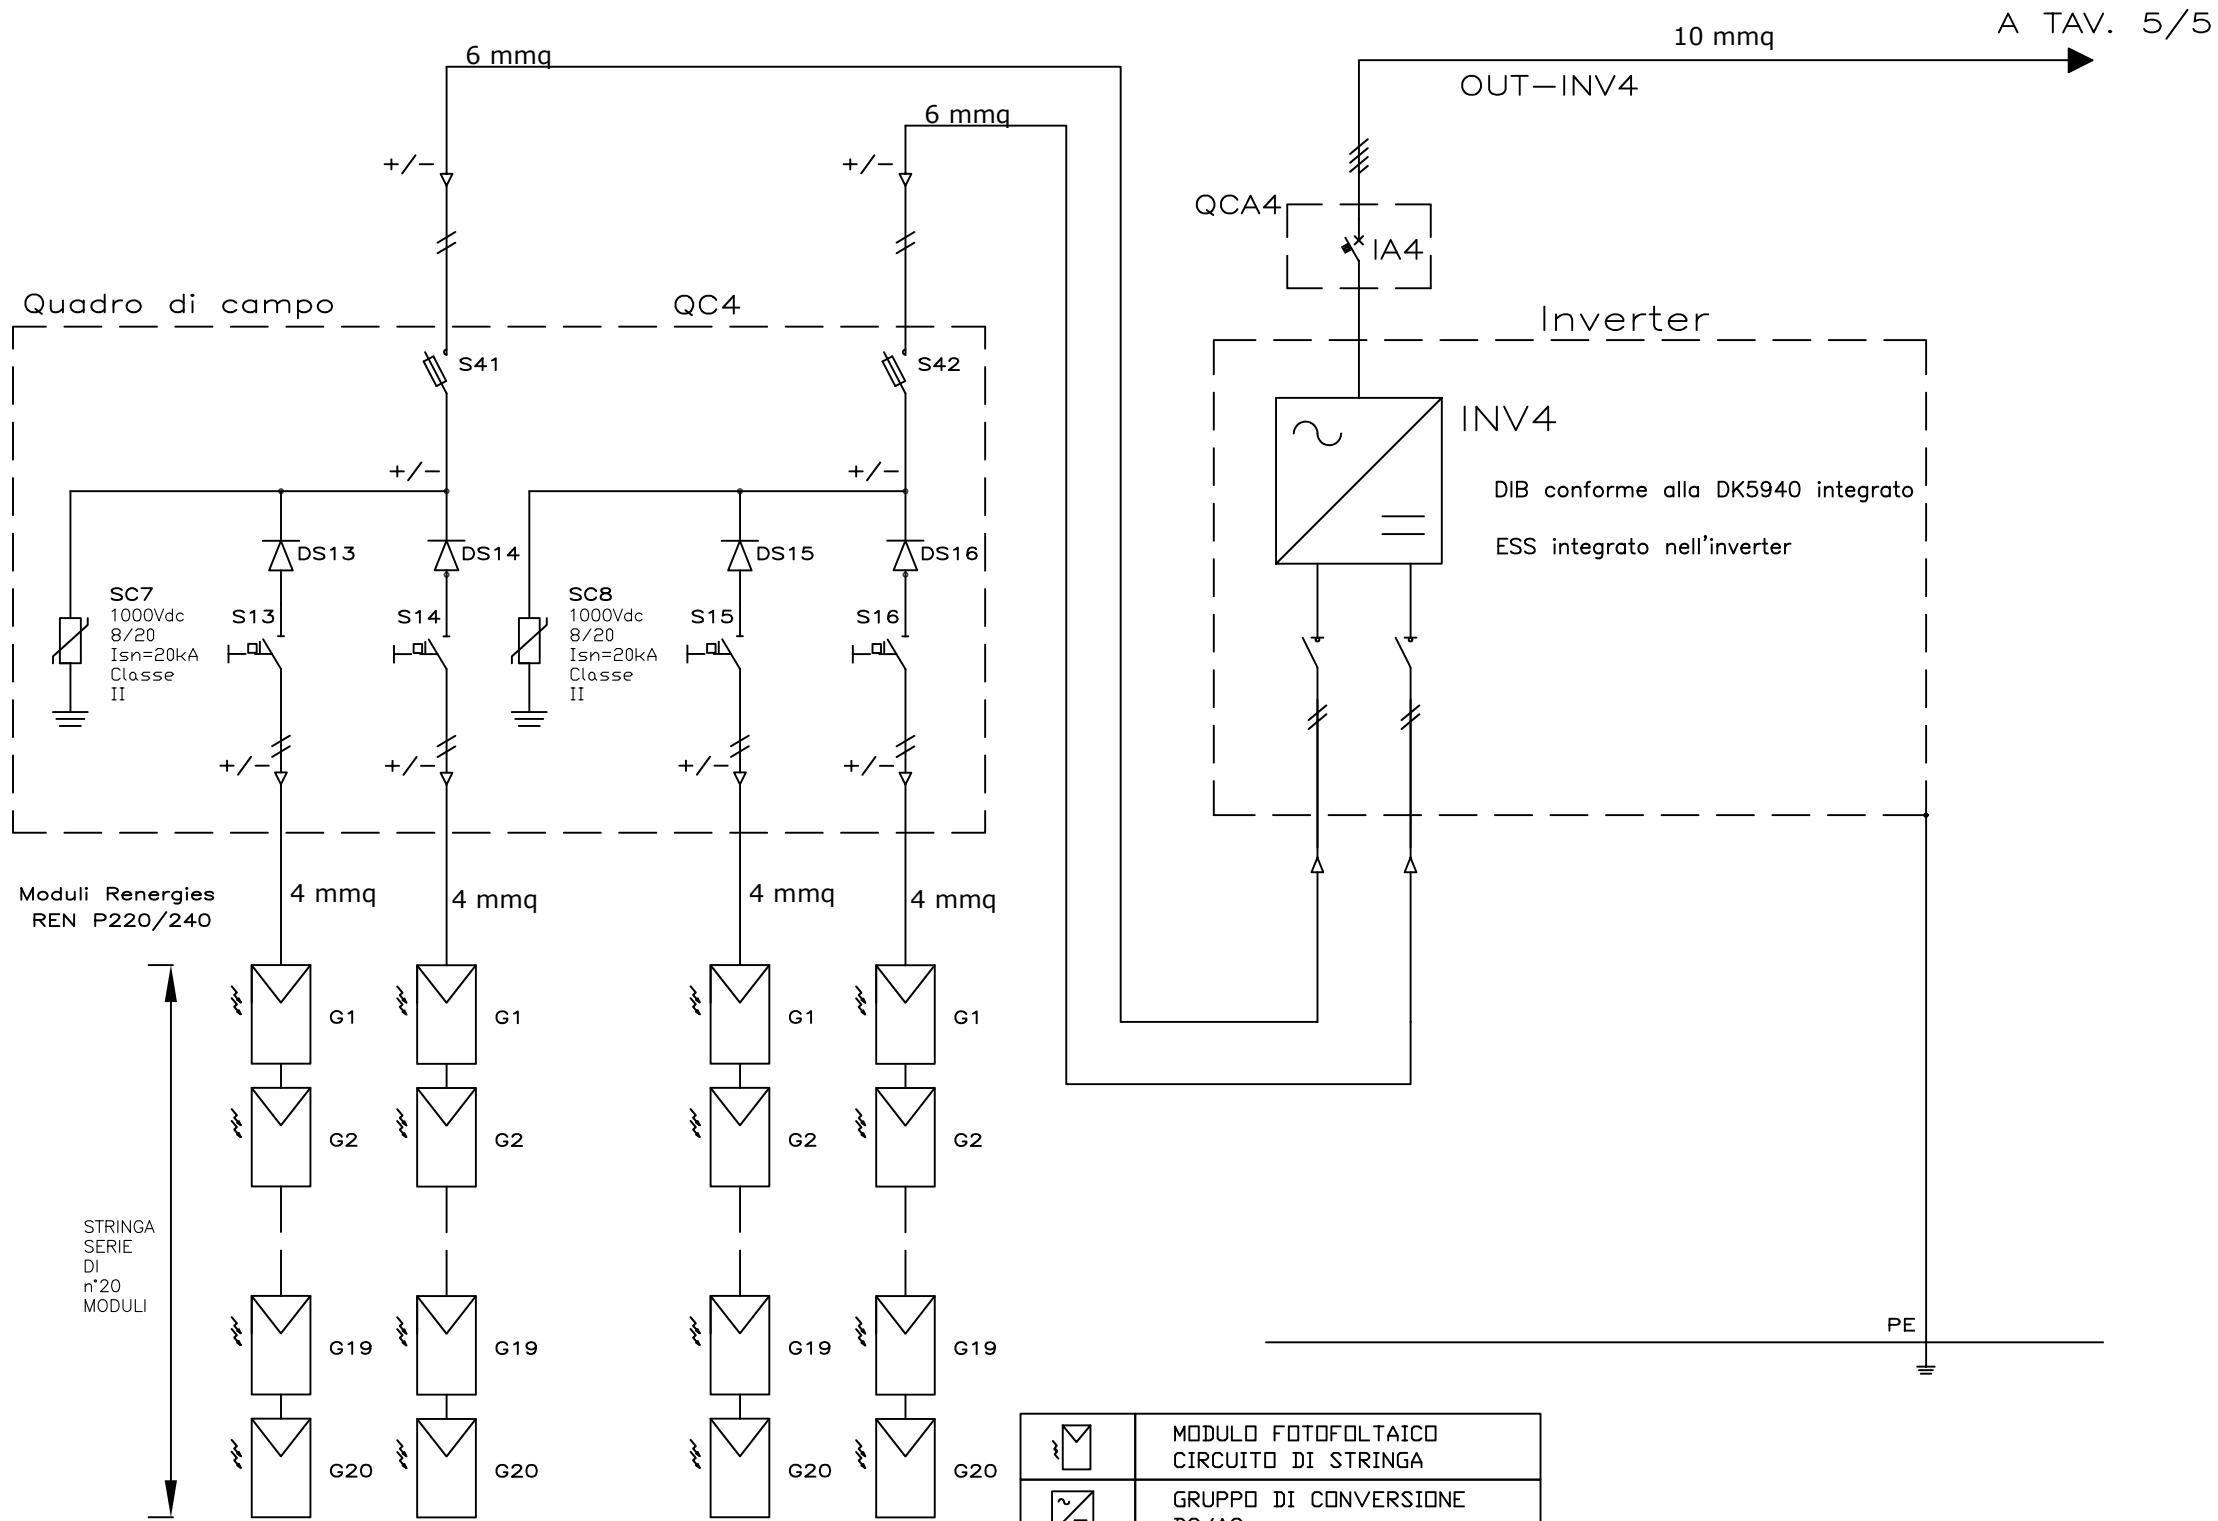 A TAV. 5/5
6 mmq
10 mmq
OUT-INV4
6 mmq
+/-
+/-
QCA4
IA4
Quadro di campo
QC4
Inverter
S41
S42
INV4
+/-
+/-
DIB conforme alla DK5940 integrato
ESS integrato nell'inverter
DS13
DS14
DS15
DS16
SC7
1000Vdc
8/20
Isn=20kA
Classe
II
S13
S14
SC8
1000Vdc
8/20
Isn=20kA
Classe
II
S15
S16
+/-
+/-
+/-
+/-
Moduli Renergies
REN P220/240
4 mmq
4 mmq
4 mmq
4 mmq
G1
G1
G1
G1
G2
G2
G2
G2
STRINGA
SERIE
DI
n°20
MODULI
G19
G19
G19
G19
PE
G20
G20
G20
G20
MODULO FOTOFOLTAICO
CIRCUITO DI STRINGA
GRUPPO DI CONVERSIONE